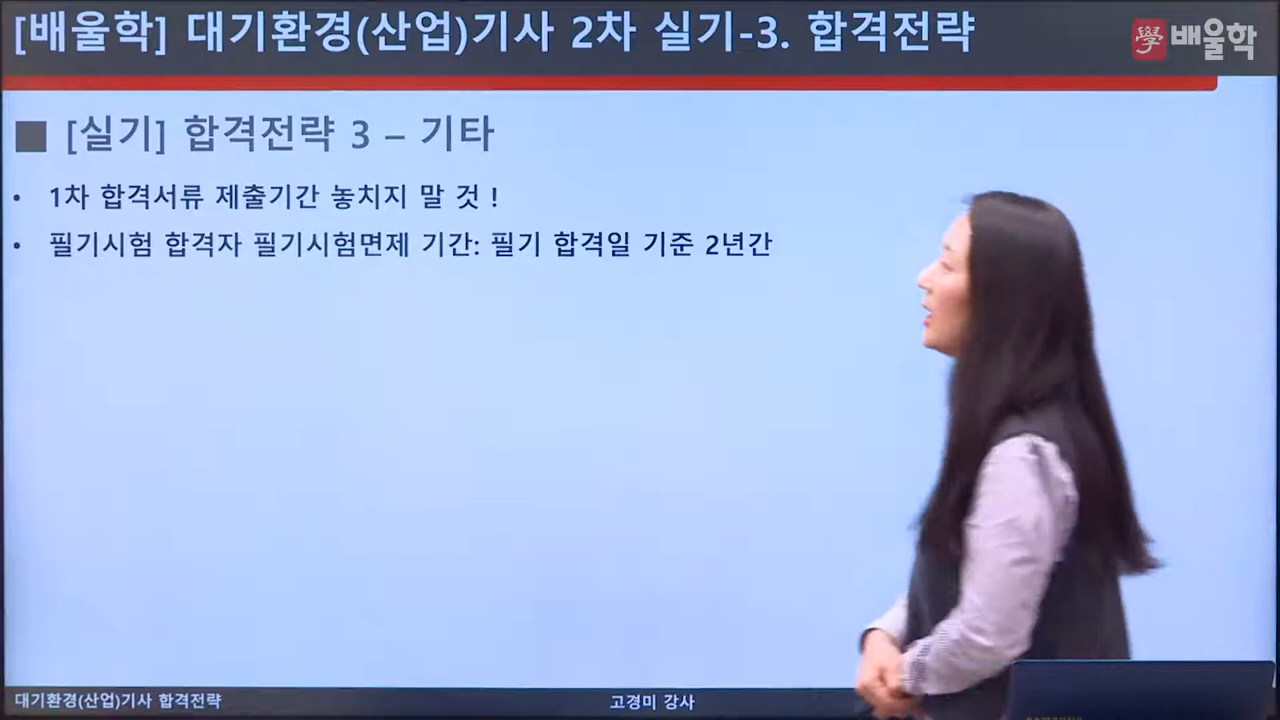 [배울학] 대기환경(산업)기사 2차 실기-3. 합격전략
學 배울학
■ [실기] 합격전략 3 – 기타
• 1차 합격서류 제출기간 놓치지 말 것 !
• 필기시험 합격자 필기시험면제 기간: 필기 합격일 기준 2년간
대기환경(산업)기사 합격전략
고경미 강사